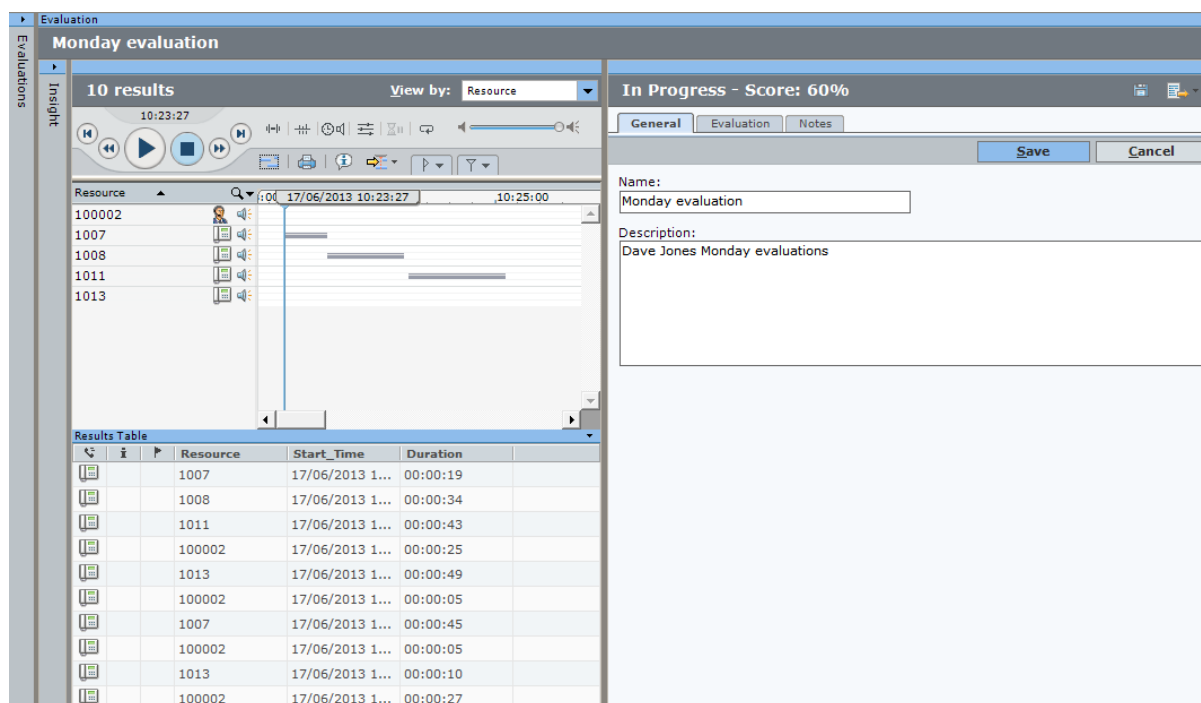 Evaluation
Evaluations
Monday evaluation
Insight
10 results
View by:
Resource
10:23:27
Resource
:00
17/06/2013 10:23:27
10:25:00
100002
1007
1008
1011
1013
Results Table
Resource Start_Time Duration
1007 17/06/2013 1... 00:00:19
1008 17/06/2013 1... 00:00:34
1011 17/06/2013 1... 00:00:43
100002 17/06/2013 1... 00:00:25
1013 17/06/2013 1... 00:00:49
100002 17/06/2013 1... 00:00:05
1007 17/06/2013 1... 00:00:45
100002 17/06/2013 1... 00:00:05
1013 17/06/2013 1... 00:00:10
100002 17/06/2013 1... 00:00:27
In Progress - Score: 60%
General Evaluation Notes
Save Cancel
Name:
Monday evaluation
Description:
Dave Jones Monday evaluations